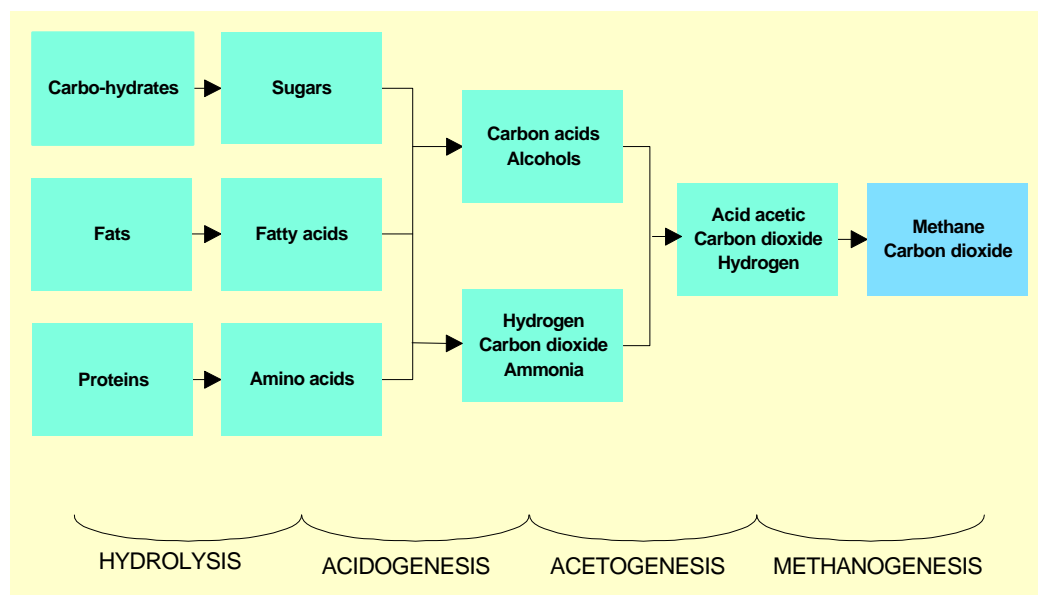 Carbo-hydrates
Sugars
Fats
Fatty acids
Proteins
Amino acids
Carbon acids
Alcohols
Hydrogen
Carbon dioxide
Ammonia
Acid acetic
Carbon dioxide
Hydrogen
Methane
Carbon dioxide
HYDROLYSIS
ACIDOGENESIS
ACETOGENESIS
METHANOGENESIS